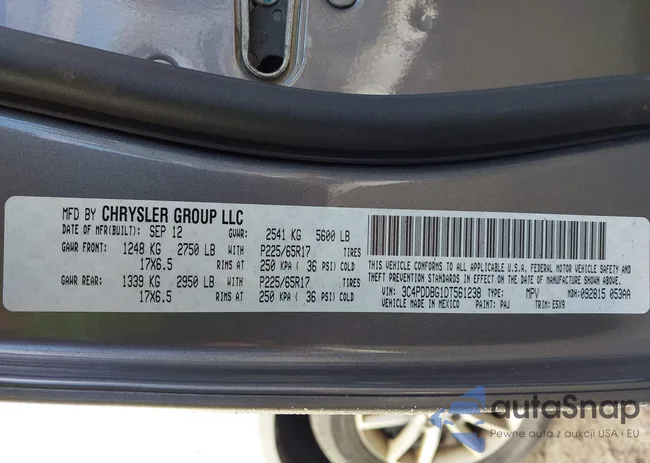 MFD BY CHRYSLER GROUP LLC
DATE OF MFR(BUILT): SEP 12 GVWR: 2541 KG 5600 LB
GAWR FRONT: 1248 KG 2750 LB WITH P225/65R17 TIRES
17X6.5 RIMS AT 250 KPA ( 36 PSI) COLD
GAWR REAR: 1339 KG 2950 LB WITH P225/65R17 TIRES
17X6.5 RIMS AT 250 KPA ( 36 PSI) COLD
THIS VEHICLE CONFORMS TO ALL APPLICABLE U.S.A. FEDERAL MOTOR VEHICLE SAFETY, BUMPER, AND
THEFT PREVENTION STANDARDS IN EFFECT ON THE DATE OF MANUFACTURE SHOWN ABOVE.
VIN: 3C4PDDBG1DT561238 TYPE: MPV MDH:092815 053AA
VEHICLE MADE IN MEXICO PAINT: PAJ TRIM: E5X9
autaSnap
Pewne auta z aukcji USA i EU